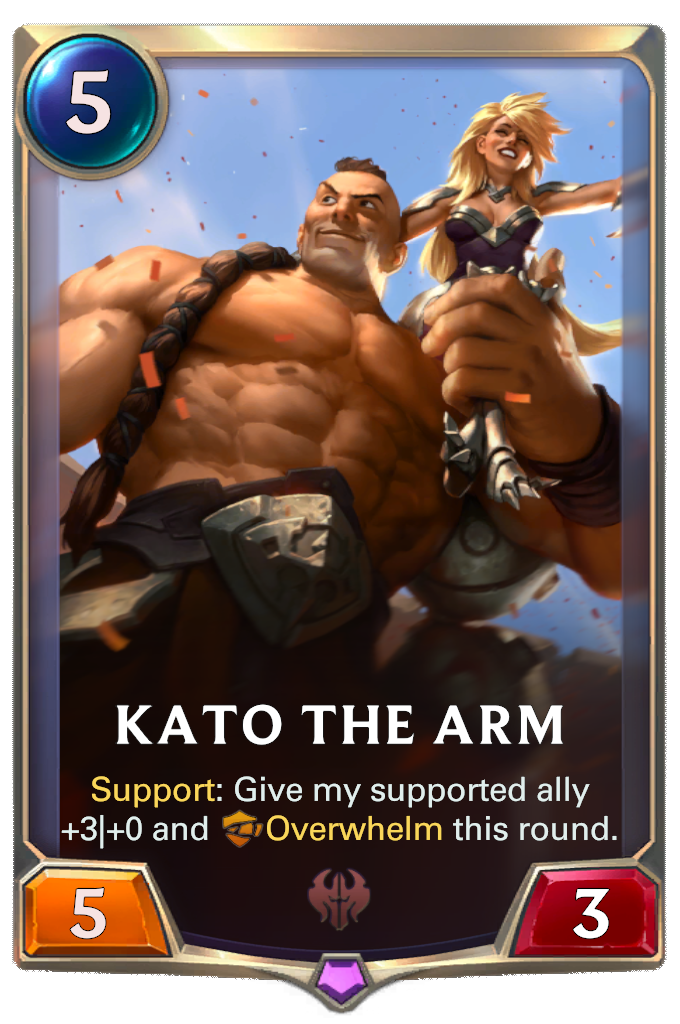 5
KATO THE ARM
Support: Give my supported ally
+3|+0 and Overwhelm this round.
5
3